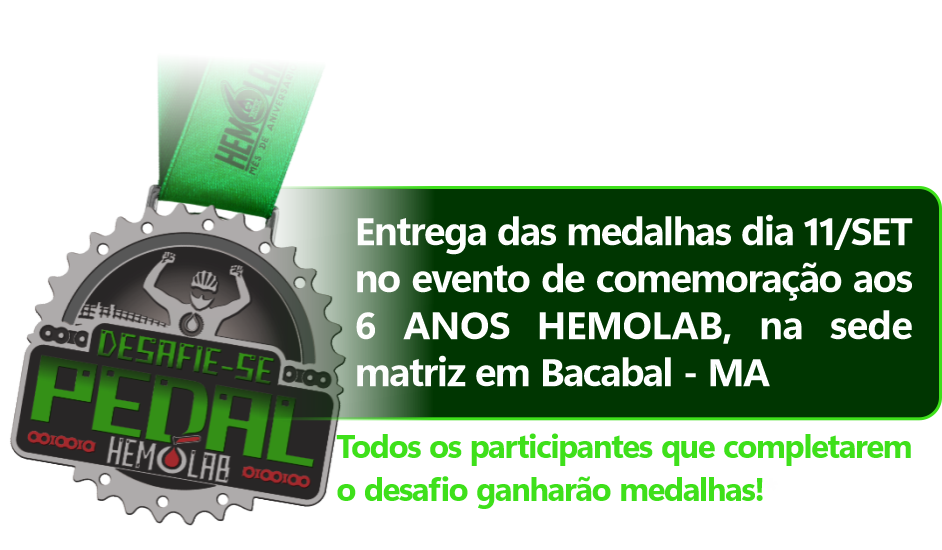 HEMOLAB
MÊS DE ANIVERSÁRIO
Entrega das medalhas dia 11/SET
no evento de comemoração aos
6 ANOS HEMOLAB, na sede
matriz em Bacabal - MA
DESAFIE-SE
PEDAL
HEMOLAB
Todos os participantes que completarem
o desafio ganharão medalhas!